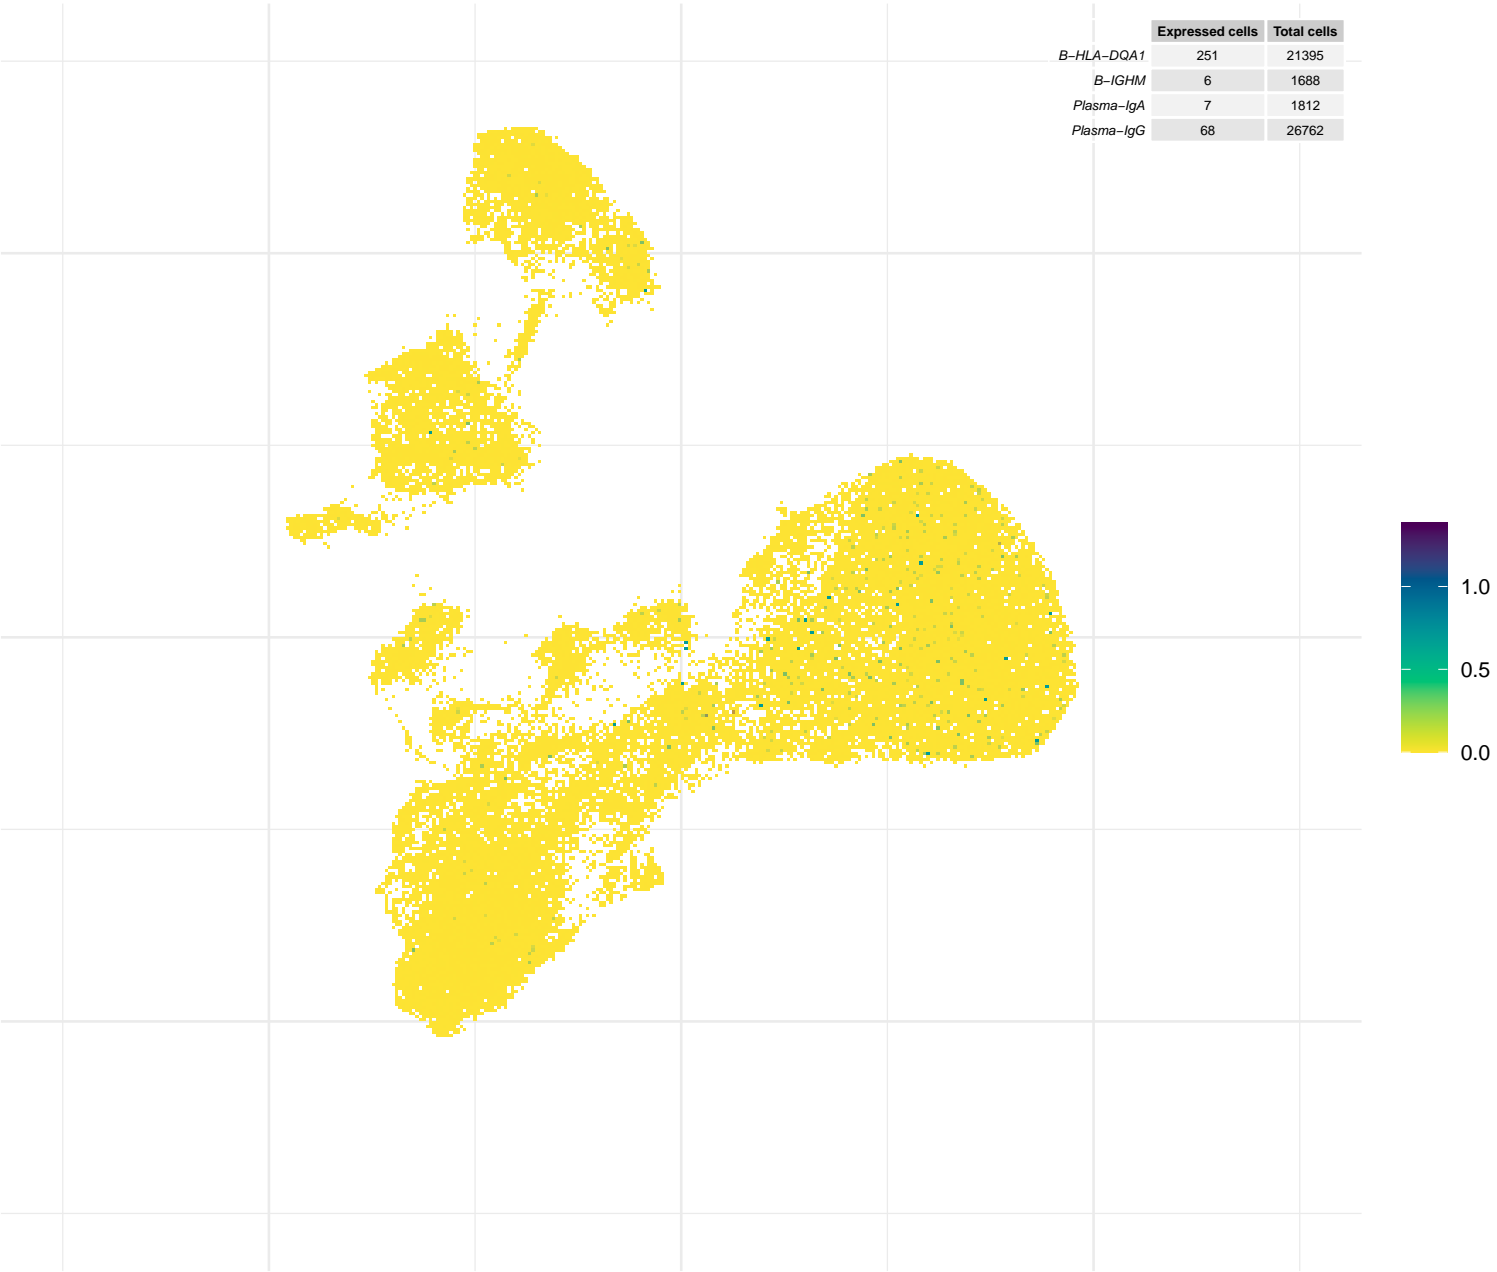 Expressed cells Total cells
B−HLA−DQA1 251 21395
B−IGHM 6 1688
Plasma−IgA 7 1812
Plasma−IgG 68 26762
1.0
0.5
0.0